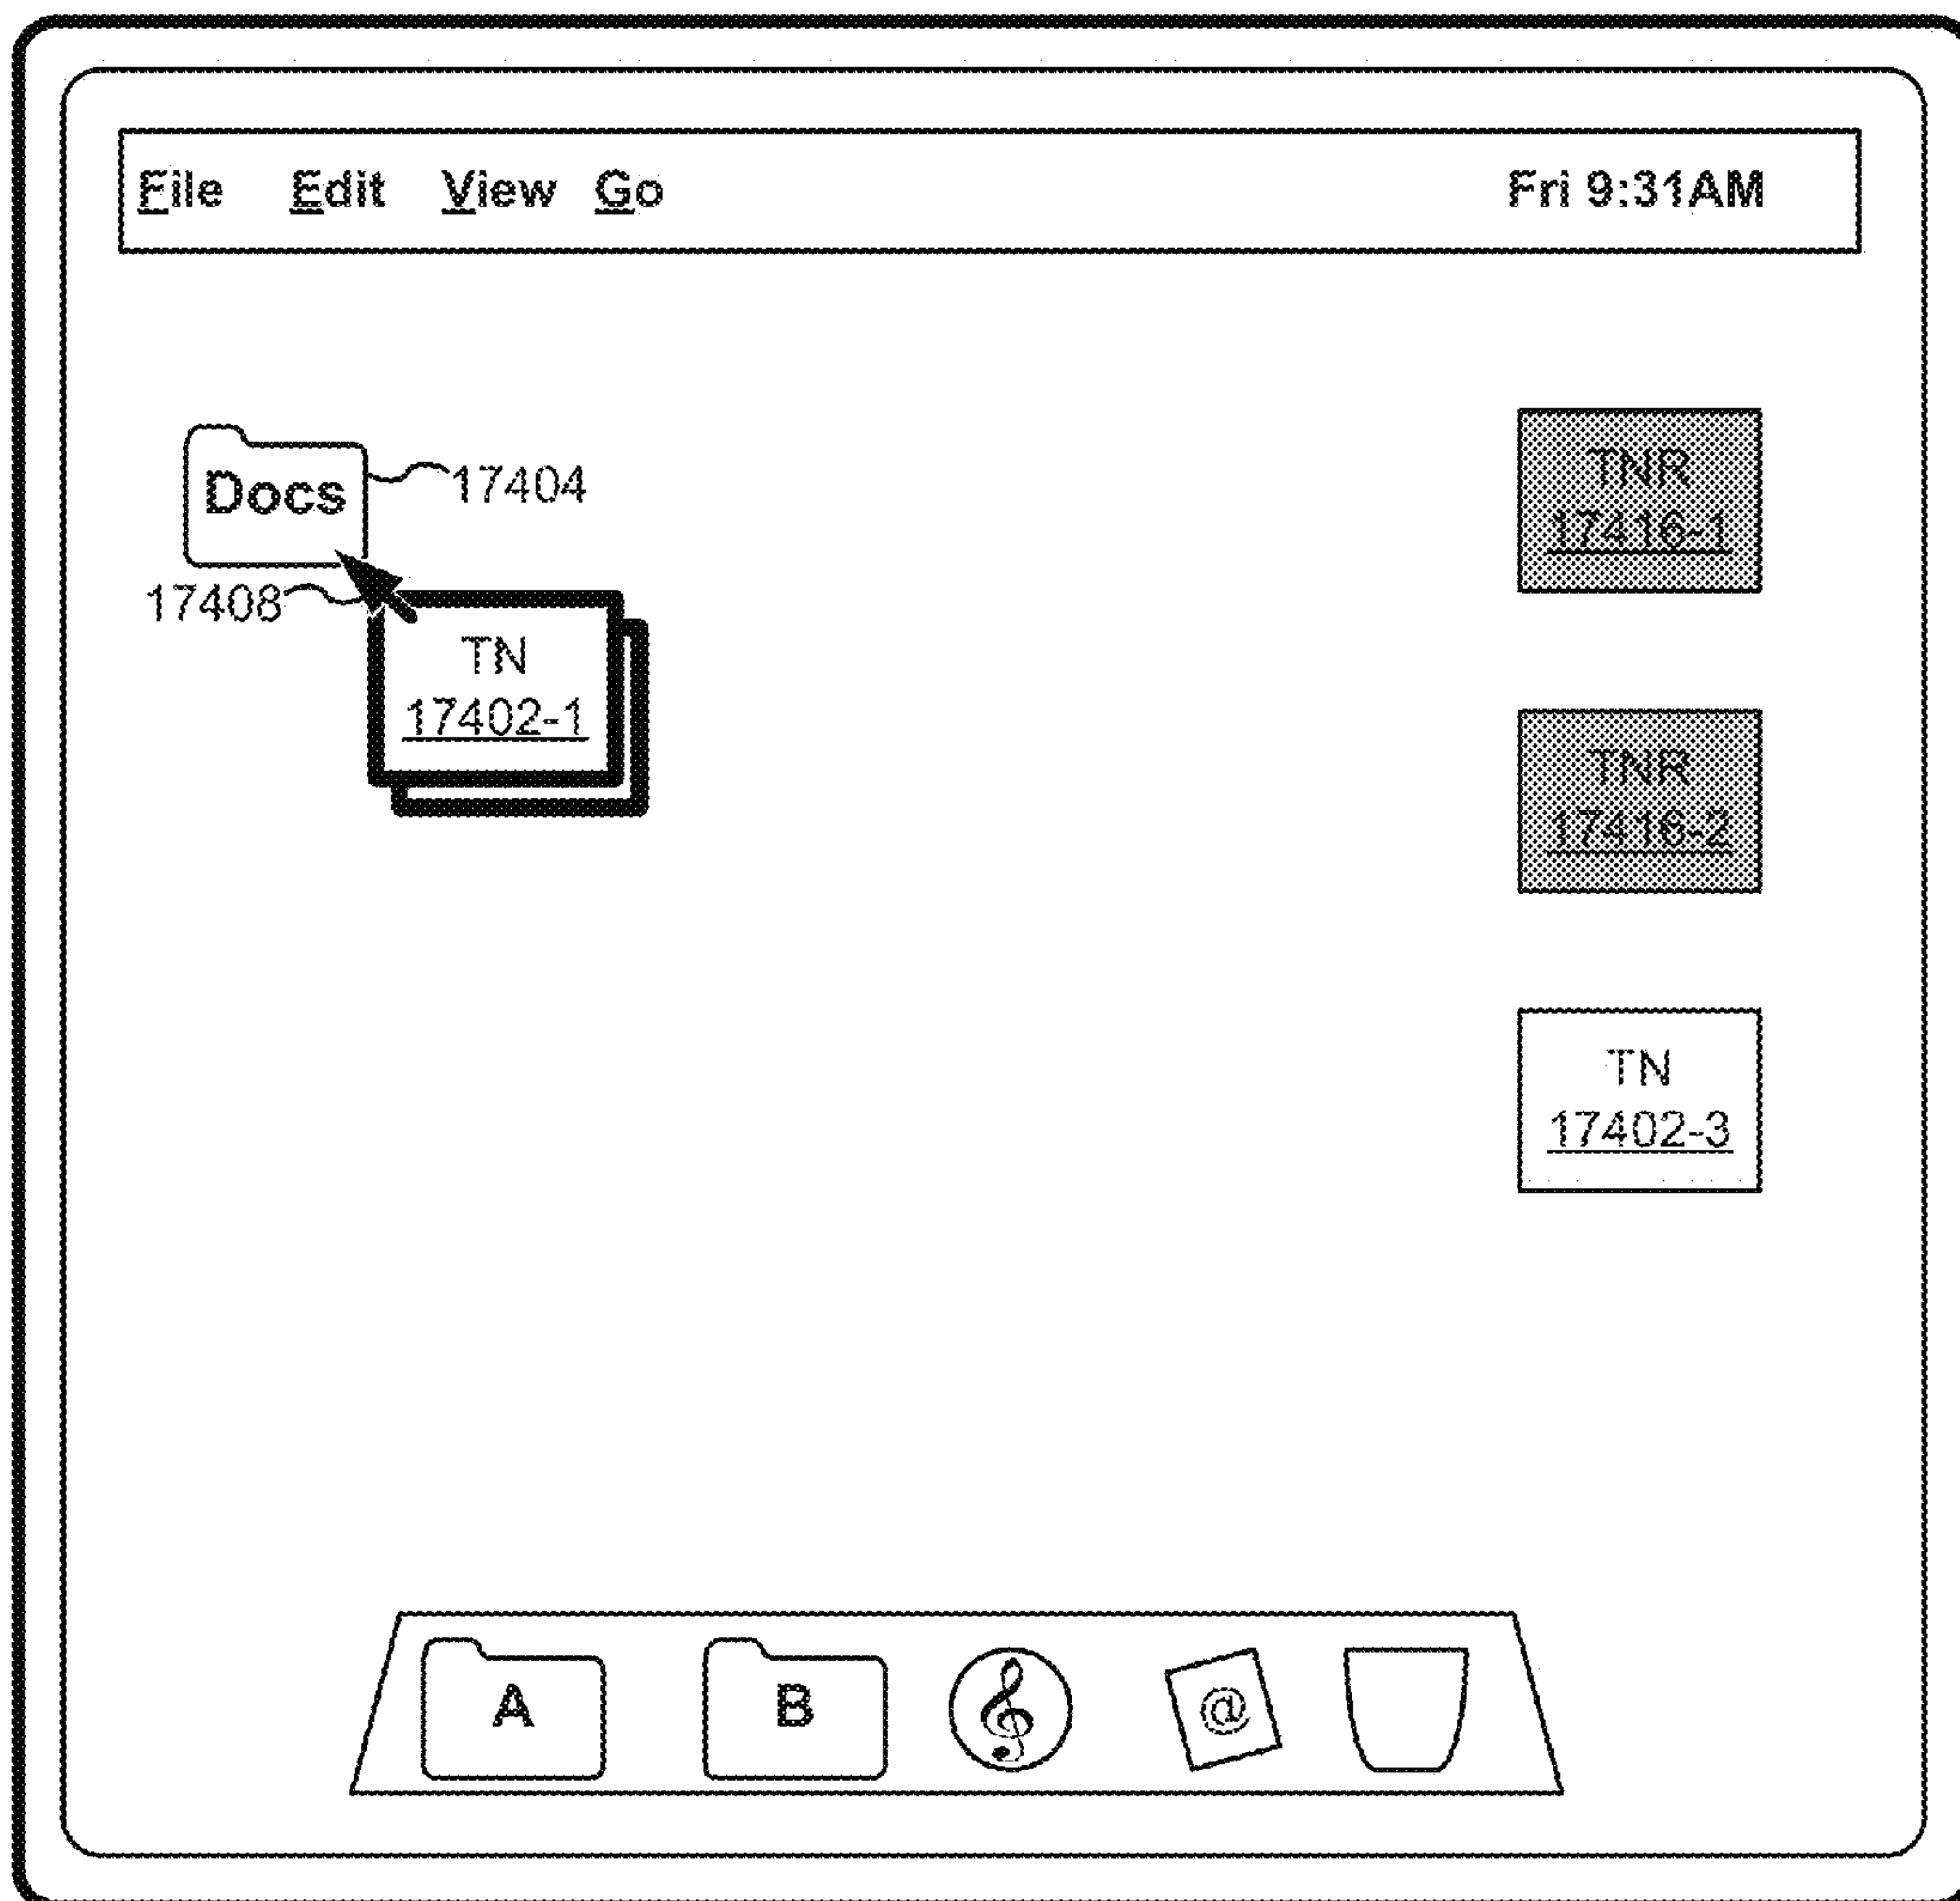 File Edit View Go Fri 9:31AM
Docs
17404
17408
TN
17402-1
TNR
17416-1
TNR
17416-2
TN
17402-3
A B @